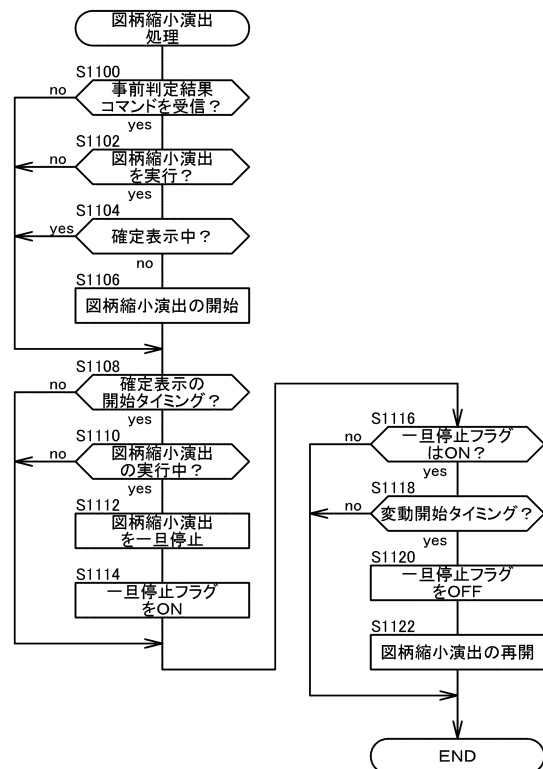 図柄縮小演出
処理
S1100
事前判定結果
コマンドを受信？
no
yes
S1102
図柄縮小演出
を実行？
no
yes
S1104
確定表示中？
yes
no
S1106
図柄縮小演出の開始
S1108
確定表示の
開始タイミング？
no
yes
S1110
図柄縮小演出
の実行中？
no
yes
S1112
図柄縮小演出
を一旦停止
S1114
一旦停止フラグ
をON
S1116
一旦停止フラグ
はON？
no
yes
S1118
変動開始タイミング？
no
yes
S1120
一旦停止フラグ
をOFF
S1122
図柄縮小演出の再開
END